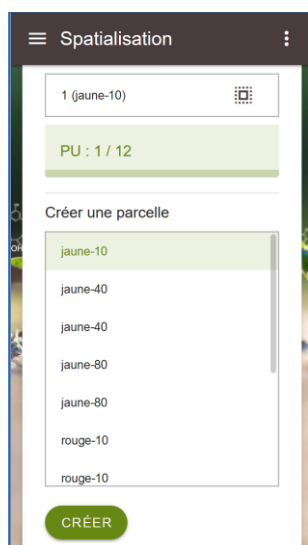 Spatialisation
1 (jaune-10)
PU : 1 / 12
Créer une parcelle
jaune-10
jaune-40
jaune-40
jaune-80
jaune-80
rouge-10
rouge-10
CRÉER